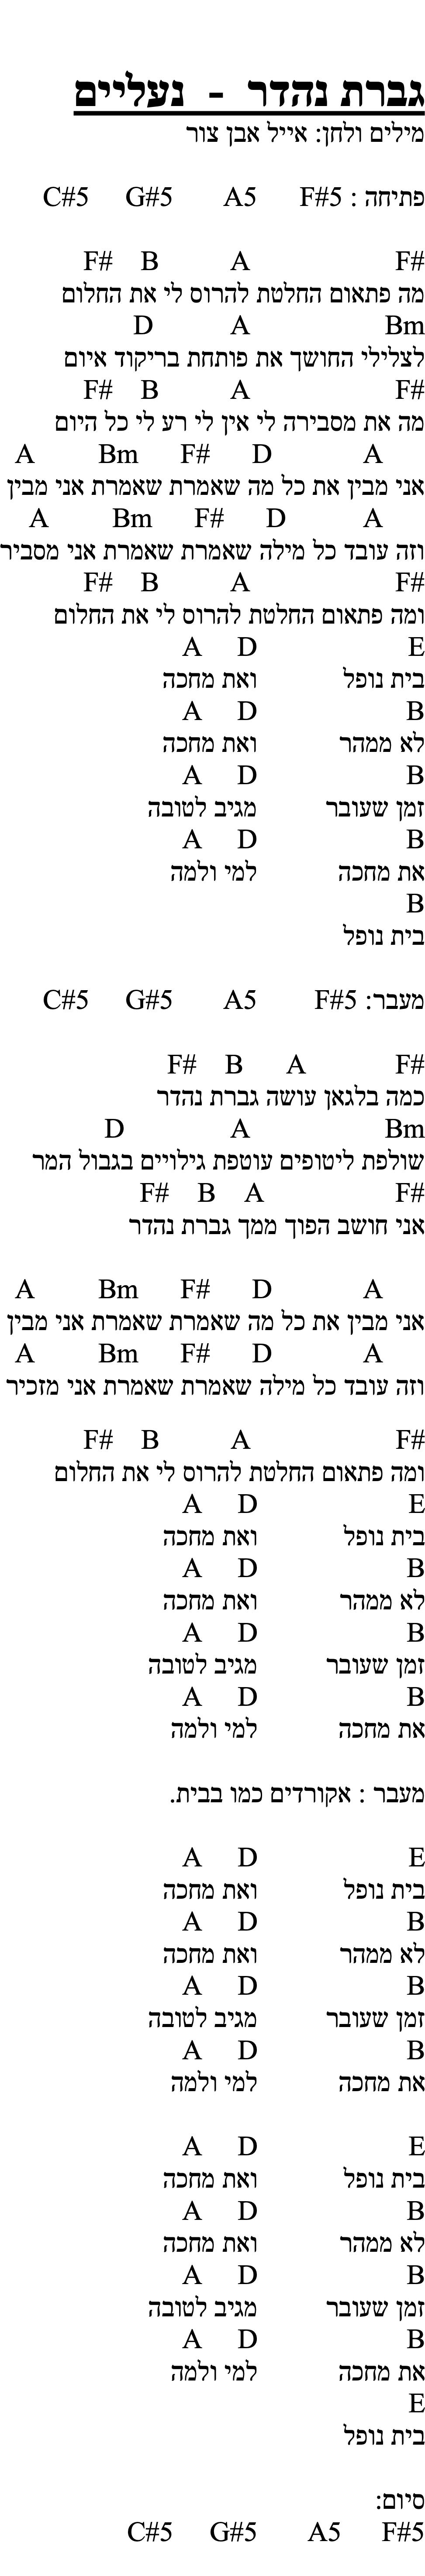 גברת נהדר - נעליים
מילים ולחן: אייל אבן צור
פתיחה : F#5 A5 G#5 C#5
F# A B F#
מה פתאום החלטת להרוס לי את החלום
Bm A D
לצלילי החושך את פותחת בריקוד איום
F# A B F#
מה את מסבירה לי אין לי רע לי כל היום
A D F# Bm A
אני מבין את כל מה שאמרת שאמרת אני מבין
A D F# Bm A
וזה עובד כל מילה שאמרת שאמרת אני מסביר
F# A B F#
ומה פתאום החלטת להרוס לי את החלום
E D A
בית נופל ואת מחכה
B D A
לא ממהר ואת מחכה
B D A
זמן שעובר מגיב לטובה
B D A
את מחכה למי ולמה
B
בית נופל
מעבר: F#5 A5 G#5 C#5
F# A B F#
כמה בלגאן עושה גברת נהדר
Bm A D
שולפת ליטופים עוטפת גילויים בגבול המר
F# A B F#
אני חושב הפוך ממך גברת נהדר
A D F# Bm A
אני מבין את כל מה שאמרת שאמרת אני מבין
A D F# Bm A
וזה עובד כל מילה שאמרת שאמרת אני מזכיר
F# A B F#
ומה פתאום החלטת להרוס לי את החלום
E D A
בית נופל ואת מחכה
B D A
לא ממהר ואת מחכה
B D A
זמן שעובר מגיב לטובה
B D A
את מחכה למי ולמה
מעבר : אקורדים כמו בבית.
E D A
בית נופל ואת מחכה
B D A
לא ממהר ואת מחכה
B D A
זמן שעובר מגיב לטובה
B D A
את מחכה למי ולמה
E D A
בית נופל ואת מחכה
B D A
לא ממהר ואת מחכה
B D A
זמן שעובר מגיב לטובה
B D A
את מחכה למי ולמה
E
בית נופל
סיום:
F#5 A5 G#5 C#5